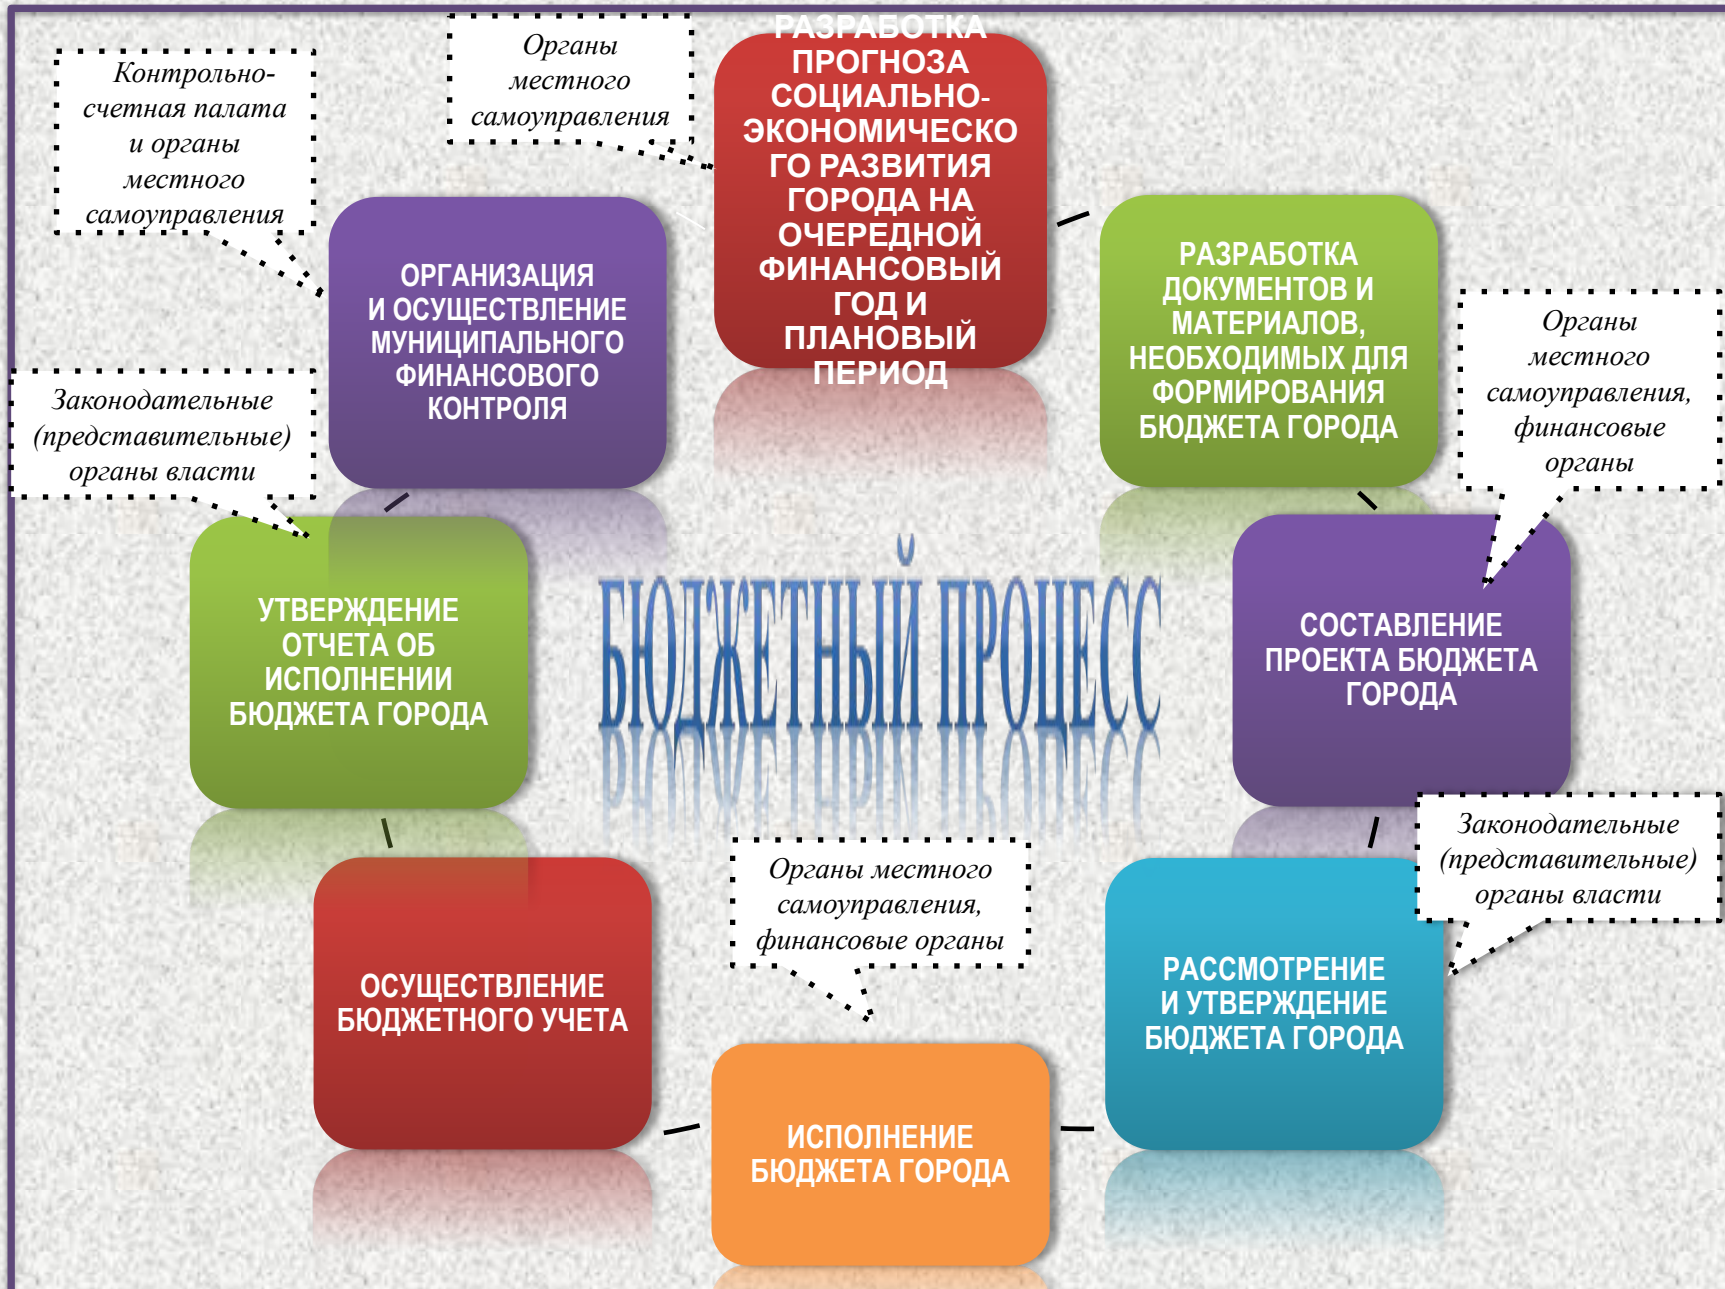 Органы
местного
самоуправления
РАЗРАБОТКА
ПРОГНОЗА
СОЦИАЛЬНО-
ЭКОНОМИЧЕСКО
ГО РАЗВИТИЯ
ГОРОДА НА
ОЧЕРЕДНОЙ
ФИНАНСОВЫЙ
ГОД И
ПЛАНОВЫЙ
ПЕРИОД
РАЗРАБОТКА
ДОКУМЕНТОВ И
МАТЕРИАЛОВ,
НЕОБХОДИМЫХ ДЛЯ
ФОРМИРОВАНИЯ
БЮДЖЕТА ГОРОДА
Органы
местного
самоуправления,
финансовые
органы
СОСТАВЛЕНИЕ
ПРОЕКТА БЮДЖЕТА
ГОРОДА
Законодательные
(представительные)
органы власти
РАССМОТРЕНИЕ
И УТВЕРЖДЕНИЕ
БЮДЖЕТА ГОРОДА
Органы местного
самоуправления,
финансовые органы
ИСПОЛНЕНИЕ
БЮДЖЕТА ГОРОДА
ОСУЩЕСТВЛЕНИЕ
БЮДЖЕТНОГО УЧЕТА
Законодательные
(представительные)
органы власти
УТВЕРЖДЕНИЕ
ОТЧЕТА ОБ
ИСПОЛНЕНИИ
БЮДЖЕТА ГОРОДА
Контрольно-
счетная палата
и органы
местного
самоуправления
ОРГАНИЗАЦИЯ
И ОСУЩЕСТВЛЕНИЕ
МУНИЦИПАЛЬНОГО
ФИНАНСОВОГО
КОНТРОЛЯ
БЮДЖЕТНЫЙ ПРОЦЕСС